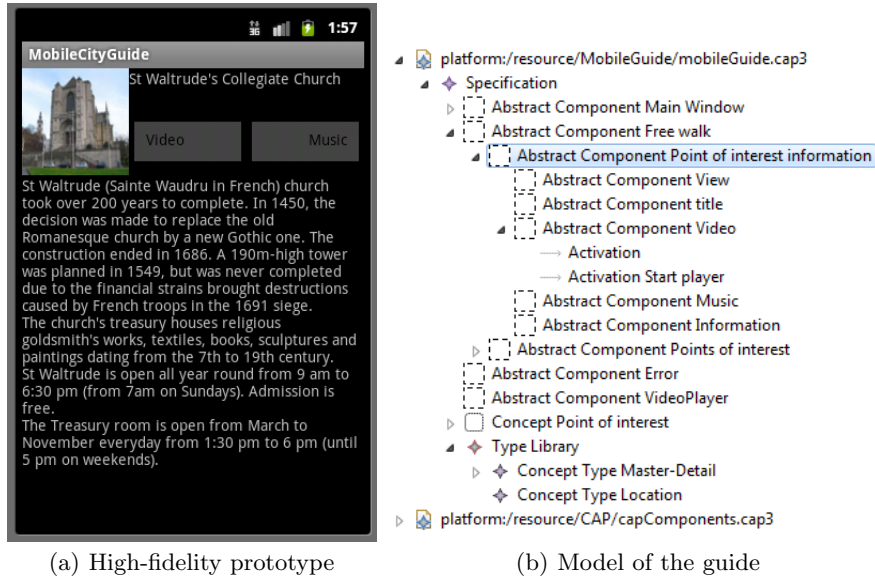 3G 1:57
MobileCityGuide
St Waltrude's Collegiate Church
Video Music
St Waltrude (Sainte Waudru in French) church
took over 200 years to complete. In 1450, the
decision was made to replace the old
Romanesque church by a new Gothic one. The
construction ended in 1686. A 190m-high tower
was planned in 1549, but was never completed
due to the financial strains brought destructions
caused by French troops in the 1691 siege.
The church's treasury houses religious
goldsmith's works, textiles, books, sculptures and
paintings dating from the 7th to 19th century.
St Waltrude is open all year round from 9 am to
6:30 pm (from 7am on Sundays). Admission is
free.
The Treasury room is open from March to
November everyday from 1:30 pm to 6 pm (until
5 pm on weekends).
(a) High-fidelity prototype
platform:/resource/MobileGuide/mobileGuide.cap3
Specification
Abstract Component Main Window
Abstract Component Free walk
Abstract Component Point of interest information
Abstract Component View
Abstract Component title
Abstract Component Video
Activation
Activation Start player
Abstract Component Music
Abstract Component Information
Abstract Component Points of interest
Abstract Component Error
Abstract Component VideoPlayer
Concept Point of interest
Type Library
Concept Type Master-Detail
Concept Type Location
platform:/resource/CAP/capComponents.cap3
(b) Model of the guide